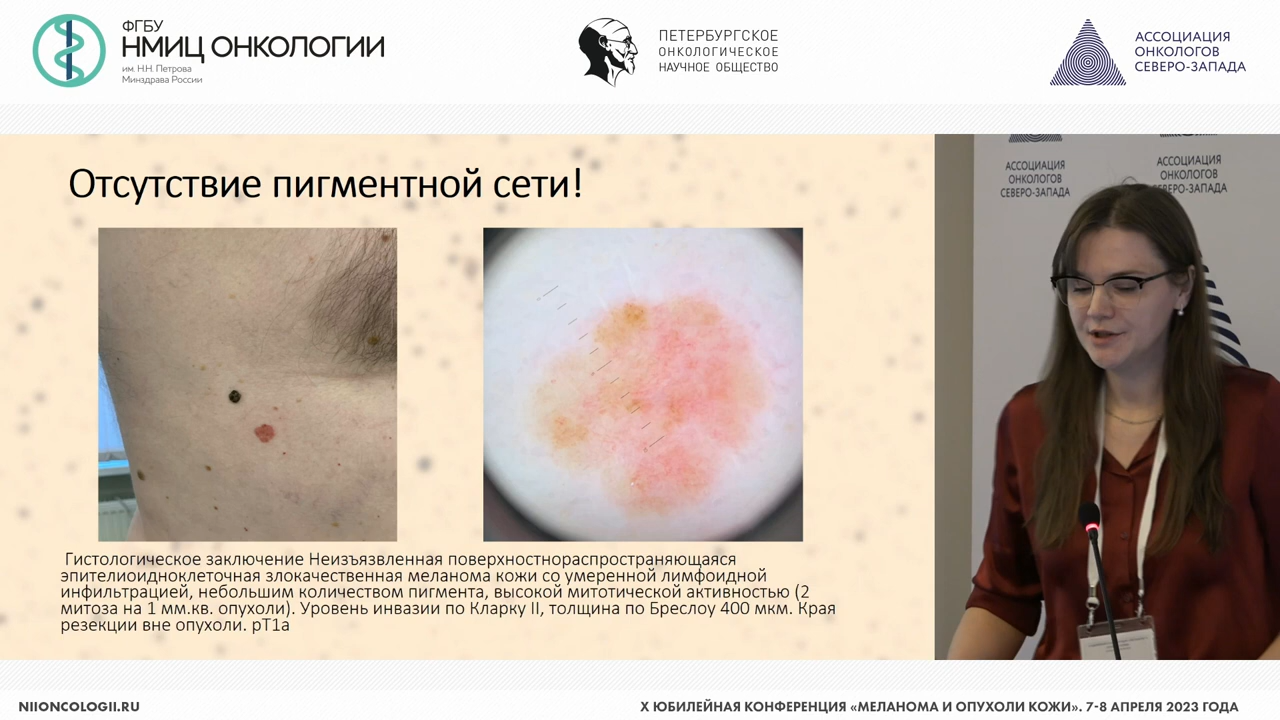 ФГБУ
НМИЦ ОНКОЛОГИИ
им. Н.Н. Петрова
Минздрава России
ПЕТЕРБУРГСКОЕ
ОНКОЛОГИЧЕСКОЕ
НАУЧНОЕ ОБЩЕСТВО
АССОЦИАЦИЯ
ОНКОЛОГОВ
СЕВЕРО-ЗАПАДА
Отсутствие пигментной сети!
АССОЦИАЦИЯ
ОНКОЛОГОВ
СЕВЕРО-ЗАПАДА
АССОЦИАЦИЯ
ОНКОЛОГОВ
СЕВЕРО-ЗАПАДА
Гистологическое заключение Неизъязвленная поверхностнораспространяющаяся
эпителиоидноклеточная злокачественная меланома кожи со умеренной лимфоидной
инфильтрацией, небольшим количеством пигмента, высокой митотической активностью (2
митоза на 1 мм.кв. опухоли). Уровень инвазии по Кларку II, толщина по Бреслоу 400 мкм. Края
резекции вне опухоли. pT1a
NIIONCOLOGII.RU
X ЮБИЛЕЙНАЯ КОНФЕРЕНЦИЯ «МЕЛАНОМА И ОПУХОЛИ КОЖИ». 7-8 АПРЕЛЯ 2023 ГОДА